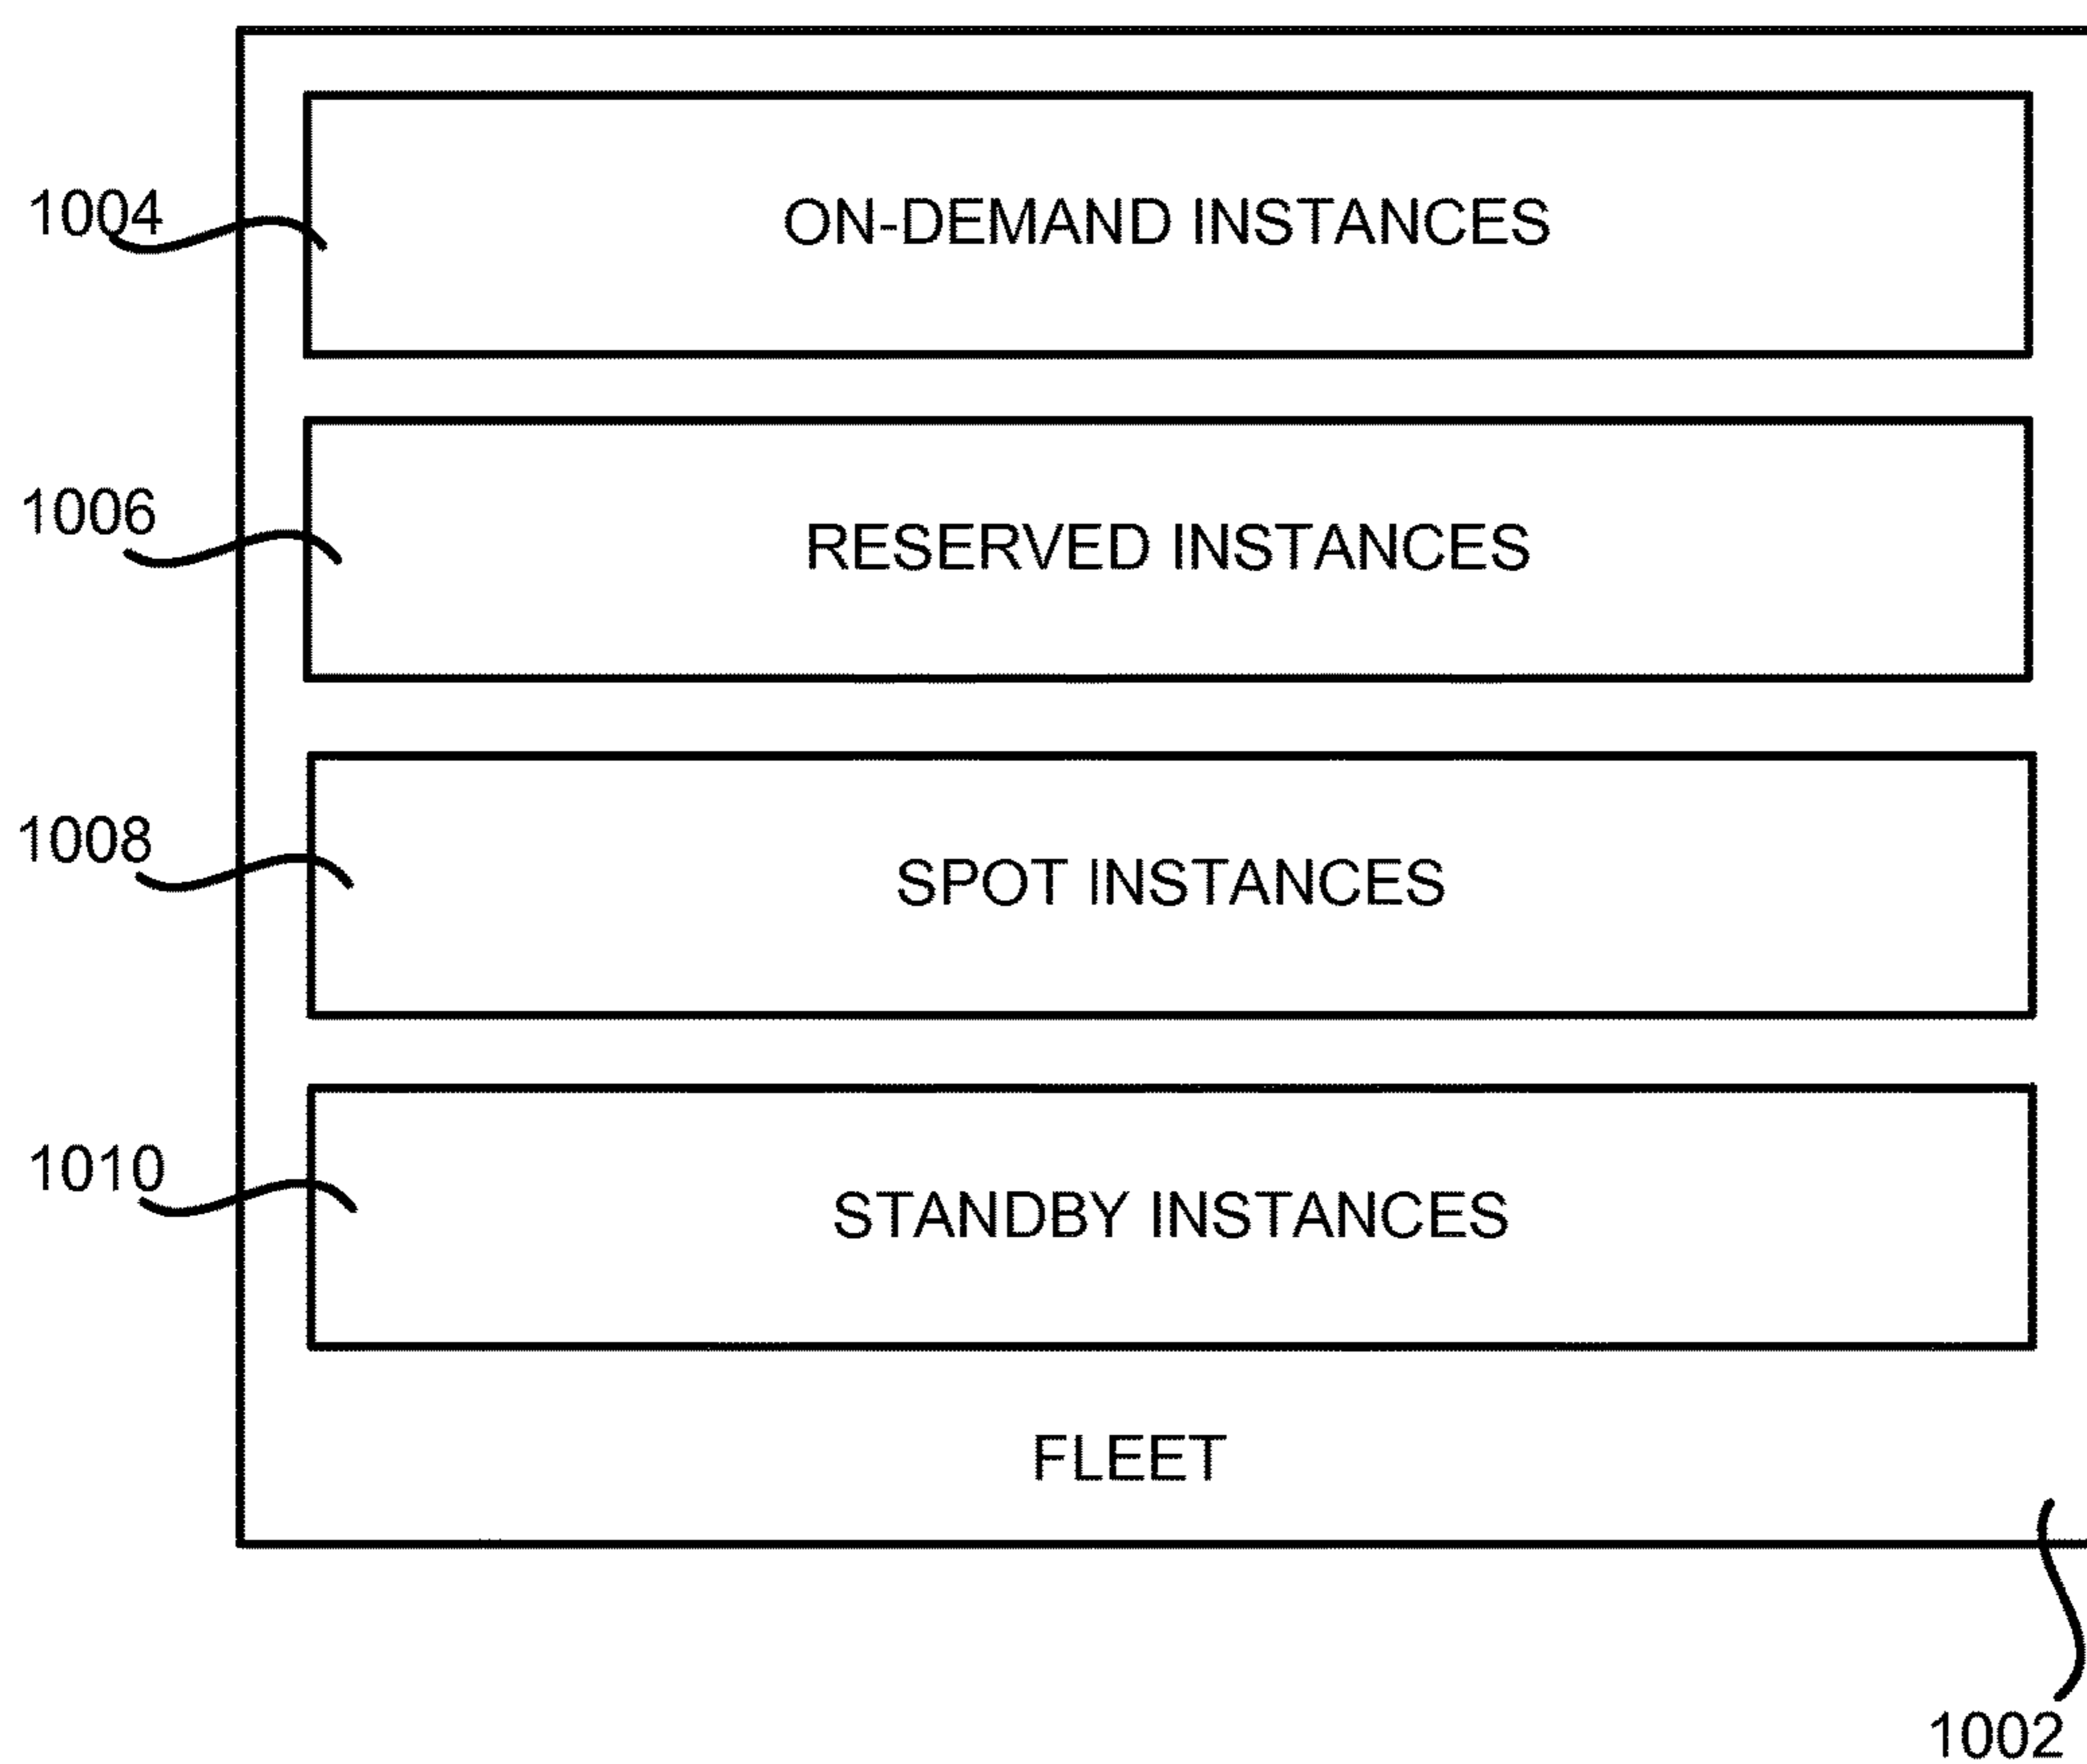 1004
ON-DEMAND INSTANCES
1006
RESERVED INSTANCES
1008
SPOT INSTANCES
1010
STANDBY INSTANCES
FLEET
1002